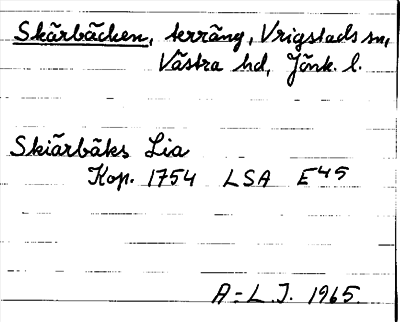 Skärbäcken, terräng, Vrigstads sn,
Västra hd, Jönk. l.
Skiärbäks Lia
Kop. 1754 LSA E45
A-L.J. 1965.